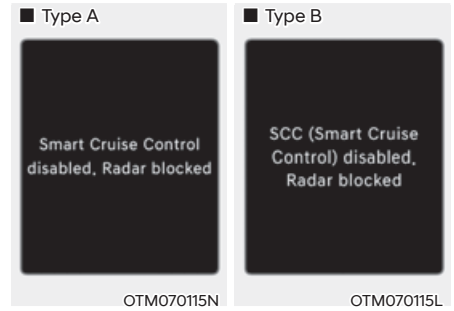 ■ Type A
Smart Cruise Control
disabled. Radar blocked
OTM070115N
■ Type B
SCC (Smart Cruise
Control) disabled.
Radar blocked
OTM070115L